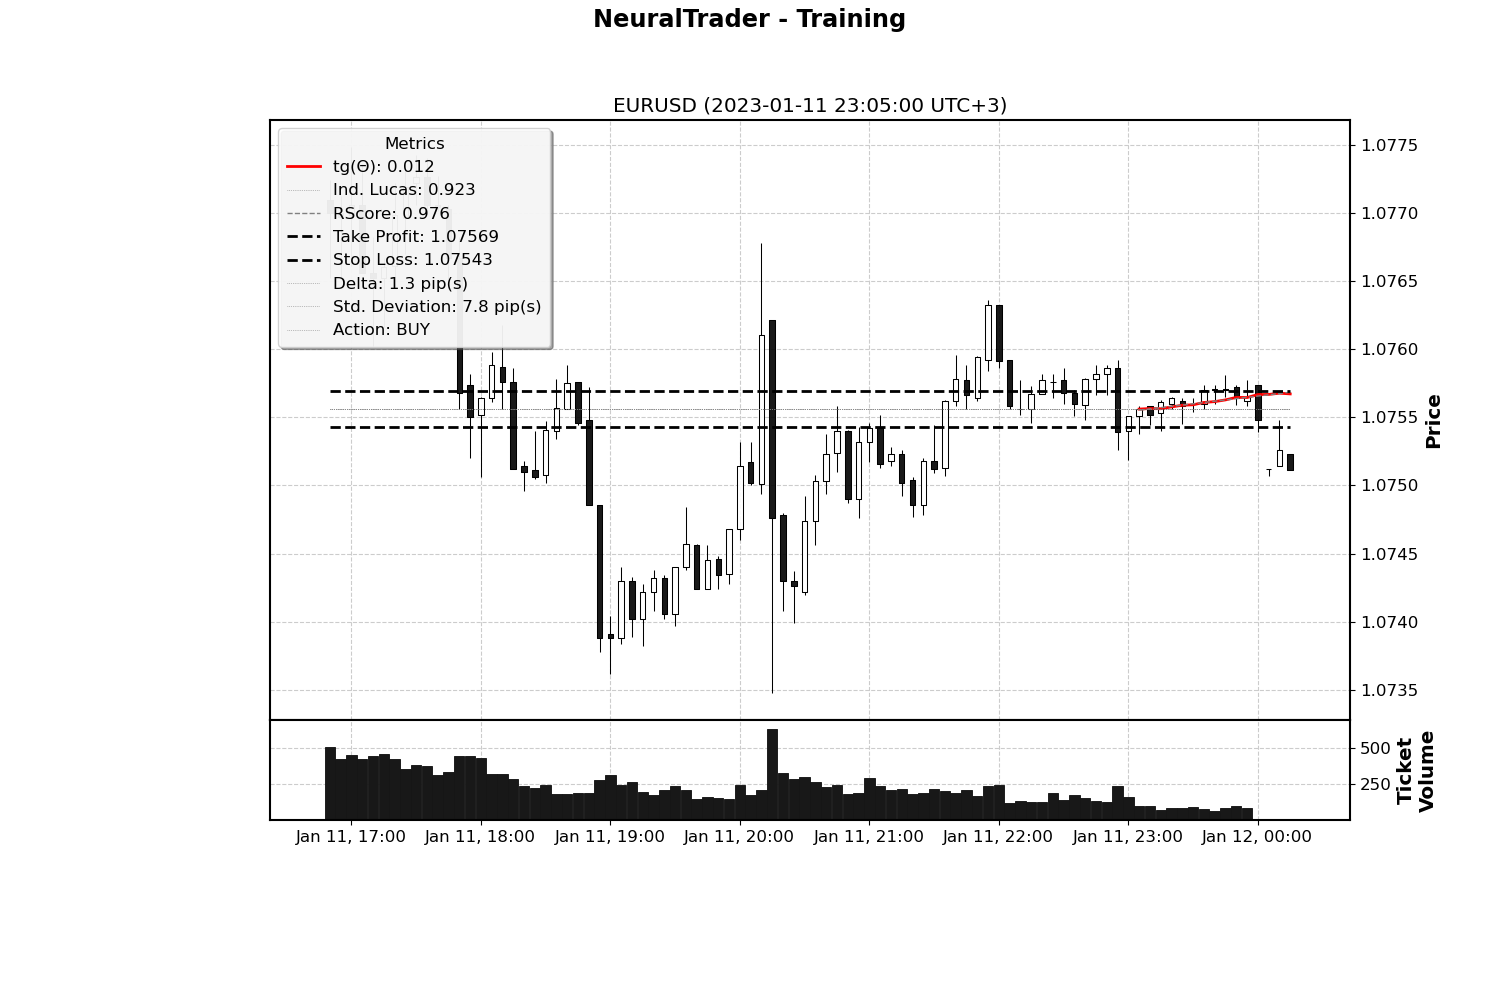 NeuralTrader - Training
EURUSD (2023-01-11 23:05:00 UTC+3)
Metrics
tg(Θ): 0.012
Ind. Lucas: 0.923
RScore: 0.976
Take Profit: 1.07569
Stop Loss: 1.07543
Delta: 1.3 pip(s)
Std. Deviation: 7.8 pip(s)
Action: BUY
1.0775
1.0770
1.0765
1.0760
1.0755
1.0750
1.0745
1.0740
1.0735
Price
500
250
Ticket
Volume
Jan 11, 17:00
Jan 11, 18:00
Jan 11, 19:00
Jan 11, 20:00
Jan 11, 21:00
Jan 11, 22:00
Jan 11, 23:00
Jan 12, 00:00